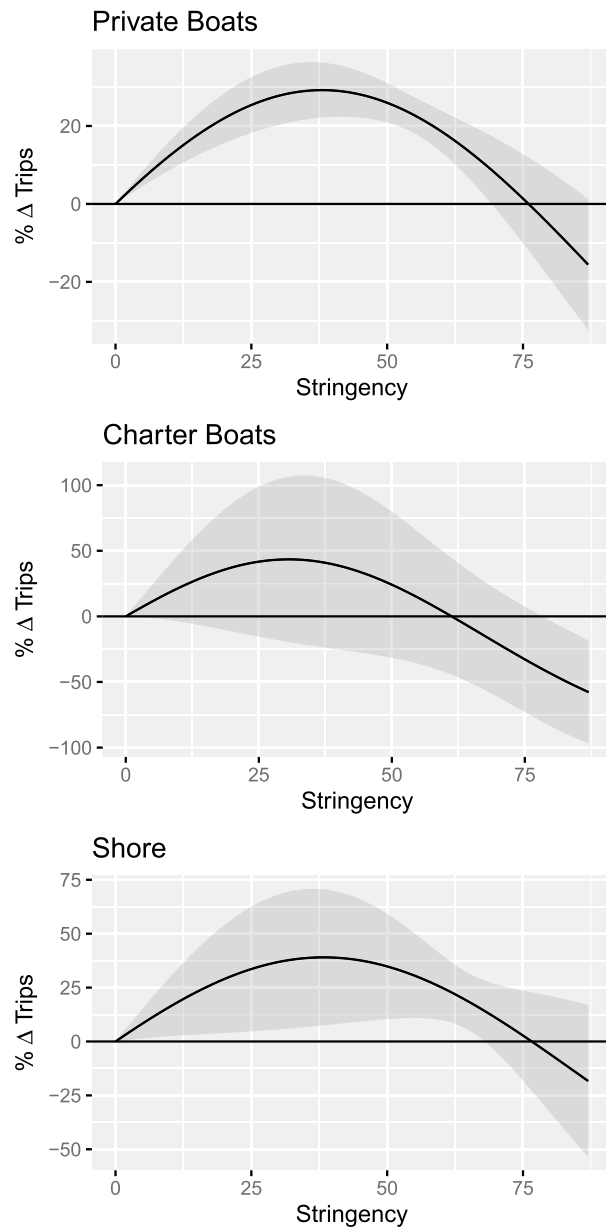 Private Boats
% Δ Trips
20
0
−20
0 25 50 75
Stringency
Charter Boats
% Δ Trips
100
50
0
−50
−100
0 25 50 75
Stringency
Shore
% Δ Trips
75
50
25
0
−25
−50
0 25 50 75
Stringency